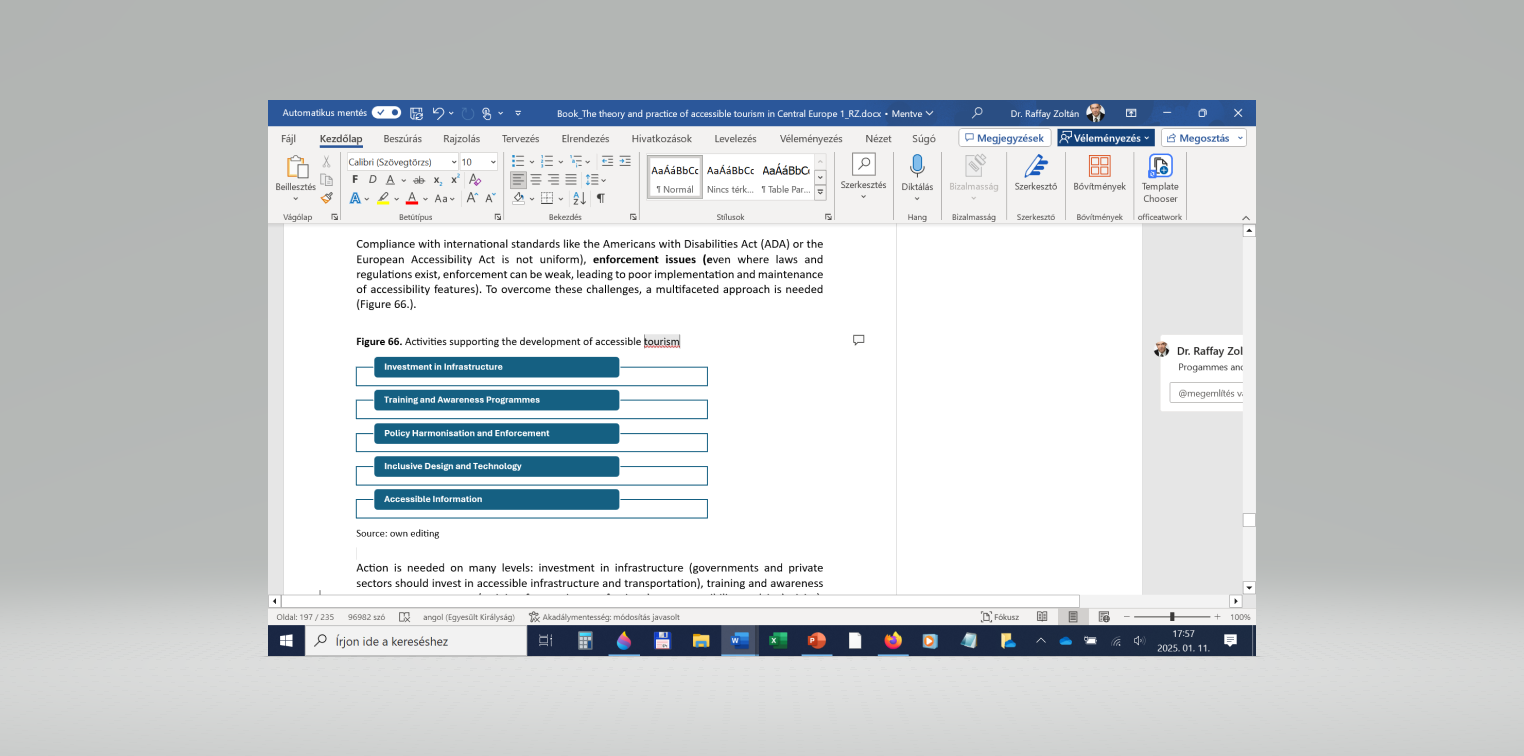 Automatikus mentés
Book_The theory and practice of accessible tourism in Central Europe 1_RZ.docx • Mentve
Dr. Raffay Zoltán
Fájl Kezdőlap Beszúrás Rajzolás Tervezés Elrendezés Hivatkozások Levelezés Véleményezés Nézet Súgó
Megjegyzések Véleményezés Megosztás
Beillesztés
Calibri (Szövegtörzs) 10
F D A ab x₂ x²
A A Aa A A
AaÁáBbCc AaÁáBbCc AaÁáBbC
¶ Normál Nincs térk... ¶ Table Par...
Szerkesztés Diktálás Bizalmasság Szerkesztő Bővítmények Template Chooser
Vágólap Betűtípus Bekezdés Stílusok Hang Bizalmasság Szerkesztő Bővítmények officeatwork
Compliance with international standards like the Americans with Disabilities Act (ADA) or the
European Accessibility Act is not uniform), enforcement issues (even where laws and
regulations exist, enforcement can be weak, leading to poor implementation and maintenance
of accessibility features). To overcome these challenges, a multifaceted approach is needed
(Figure 66.).
Figure 66. Activities supporting the development of accessible tourism
Investment in Infrastructure
Training and Awareness Programmes
Policy Harmonisation and Enforcement
Inclusive Design and Technology
Accessible Information
Source: own editing
Action is needed on many levels: investment in infrastructure (governments and private
sectors should invest in accessible infrastructure and transportation), training and awareness
Dr. Raffay Zol
Progammes and
@megemlítés va
Oldal: 197 / 235 96982 szó angol (Egyesült Királyság) Akadálymentesség: módosítás javasolt Fókusz 100%
Írjon ide a kereséshez
17:57
2025. 01. 11.